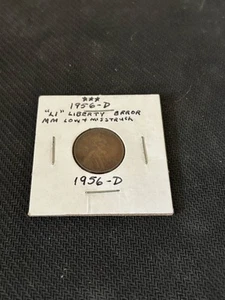 ***
1956-D
"LI" LIBERTY ERROR
MM LOW & MISSTRUCK
1956-D